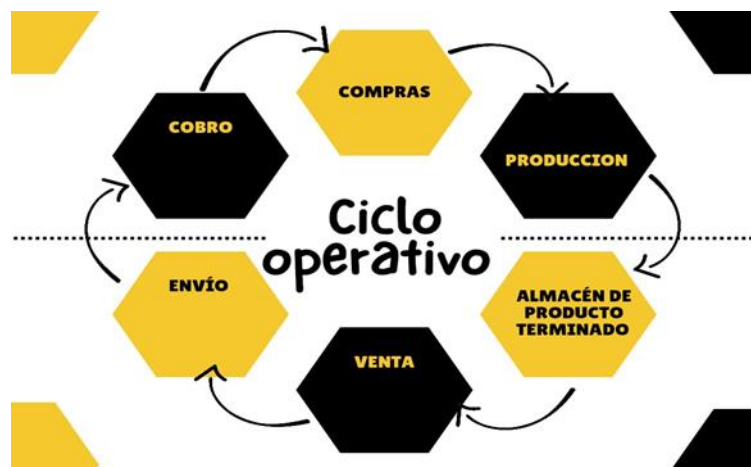 COMPRAS
COBRO
PRODUCCION
Ciclo
operativo
ENVÍO
ALMACÉN DE
PRODUCTO
TERMINADO
VENTA